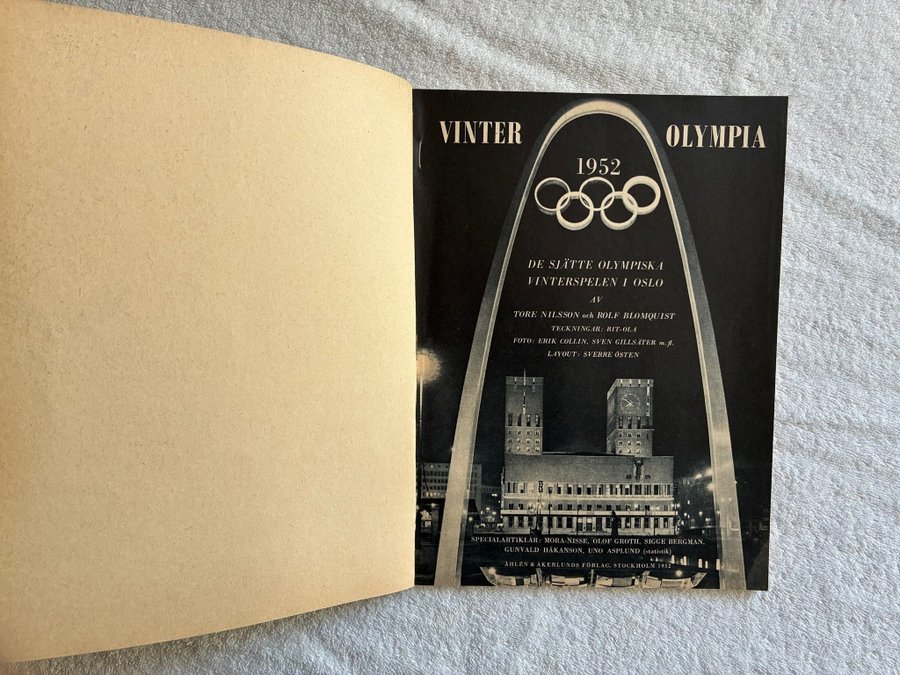 VINTER OLYMPIA
1952
DE SJÄTTE OLYMPISKA
VINTERSPELEN I OSLO
AV
TORE NILSSON och ROLF BLOMQUIST
TECKNINGAR: RIT-OLA
FOTO: ERIK COLLIN, SVEN GILLSÄTER m. fl.
LAYOUT: SVERRE ÖSTEN
SPECIALARTIKLAR: MORA-NISSE, OLOF GROTH, SIGGE BERGMAN,
GUNVALD HÅKANSON, UNO ASPLUND (statistik)
ÅHLÉN & ÅKERLUNDS FÖRLAG, STOCKHOLM 1952